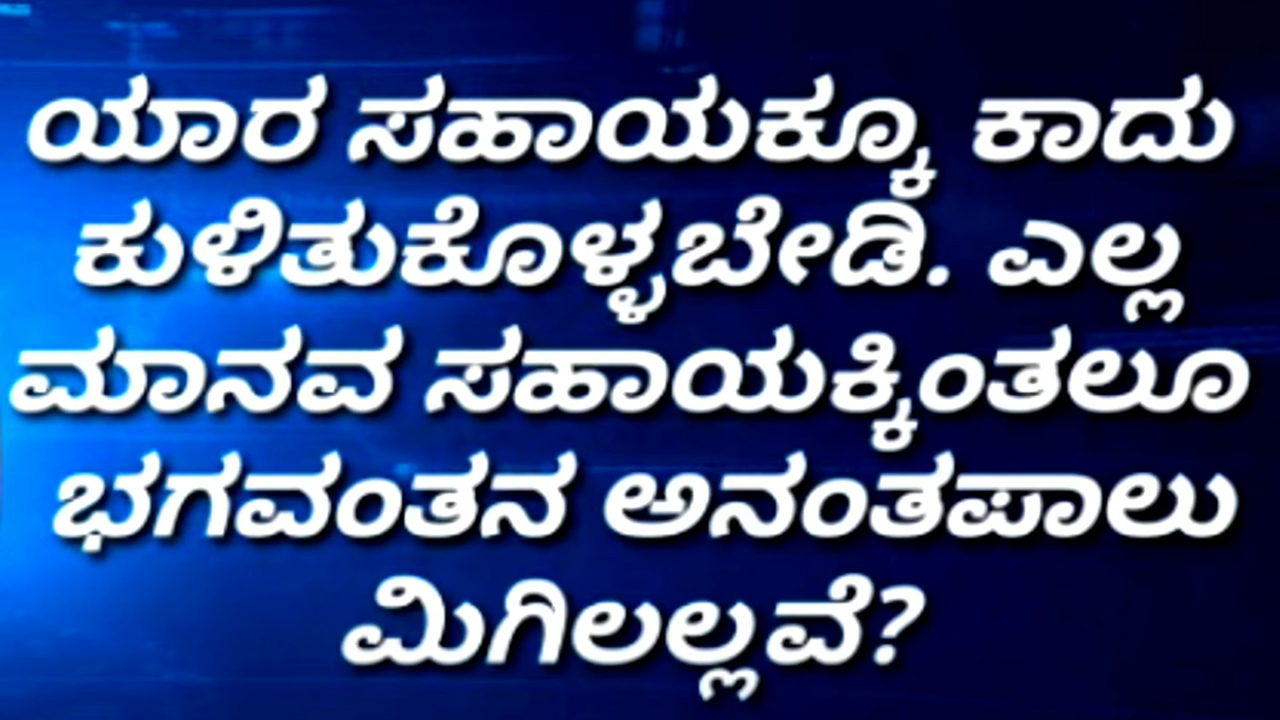 ಯಾರ ಸಹಾಯಕ್ಕೂ ಕಾದು
ಕುಳಿತುಕೊಳ್ಳಬೇಡಿ. ಎಲ್ಲ
ಮಾನವ ಸಹಾಯಕ್ಕಿಂತಲೂ
ಭಗವಂತನ ಅನಂತಪಾಲು
ಮಿಗಿಲಲ್ಲವೆ?